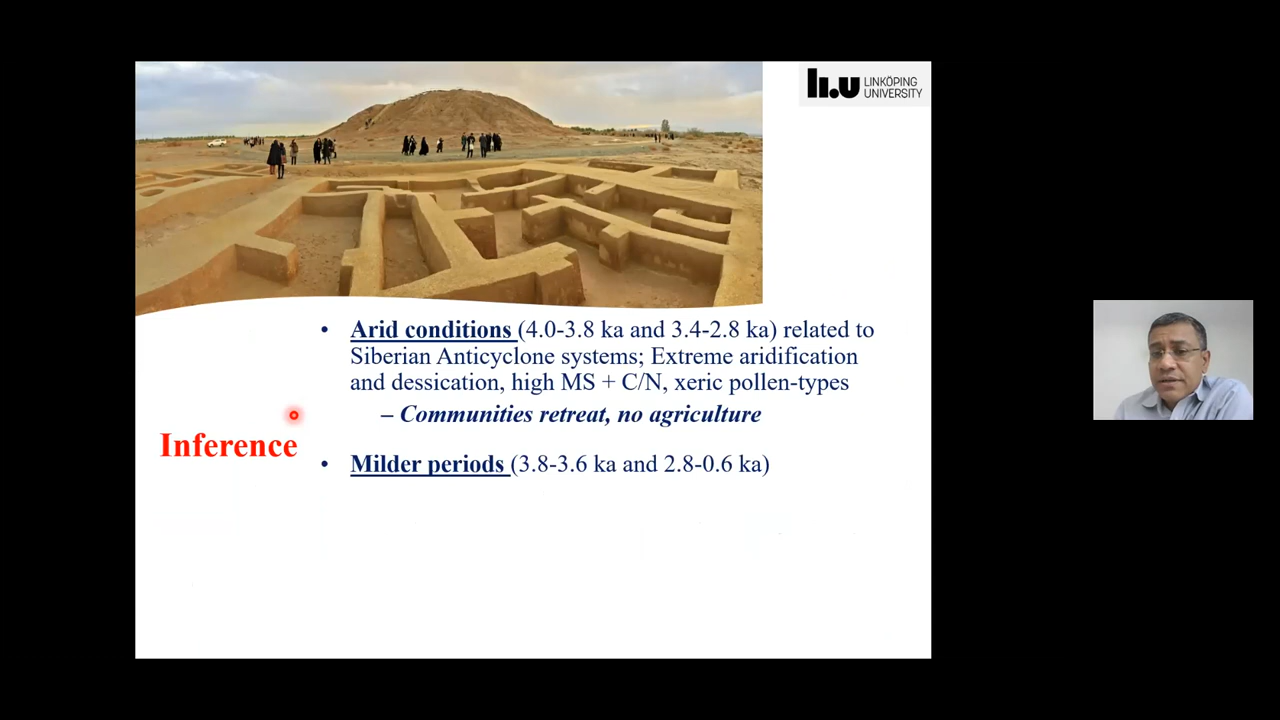 LiU LINKÖPING
UNIVERSITY
• Arid conditions (4.0-3.8 ka and 3.4-2.8 ka) related to
Siberian Anticyclone systems; Extreme aridification
and dessication, high MS + C/N, xeric pollen-types
– Communities retreat, no agriculture
Inference
• Milder periods (3.8-3.6 ka and 2.8-0.6 ka)